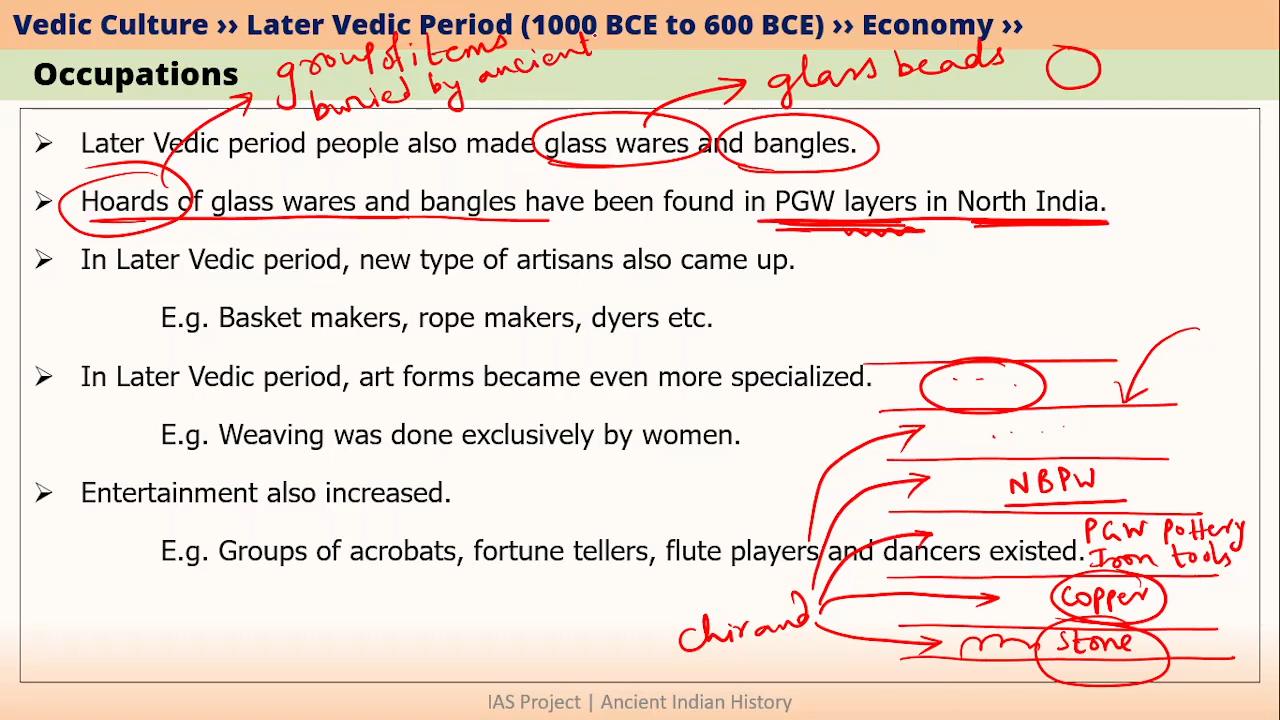 Vedic Culture ›› Later Vedic Period (1000 BCE to 600 BCE) ›› Economy ››
Occupations
group of items
buried by ancient
glass beads
➢ Later Vedic period people also made glass wares and bangles.
➢ Hoards of glass wares and bangles have been found in PGW layers in North India.
➢ In Later Vedic period, new type of artisans also came up.
E.g. Basket makers, rope makers, dyers etc.
➢ In Later Vedic period, art forms became even more specialized.
E.g. Weaving was done exclusively by women.
➢ Entertainment also increased.
E.g. Groups of acrobats, fortune tellers, flute players and dancers existed.
NBPW
PGW pottery
Iron tools
Copper
Stone
chirand
IAS Project | Ancient Indian History